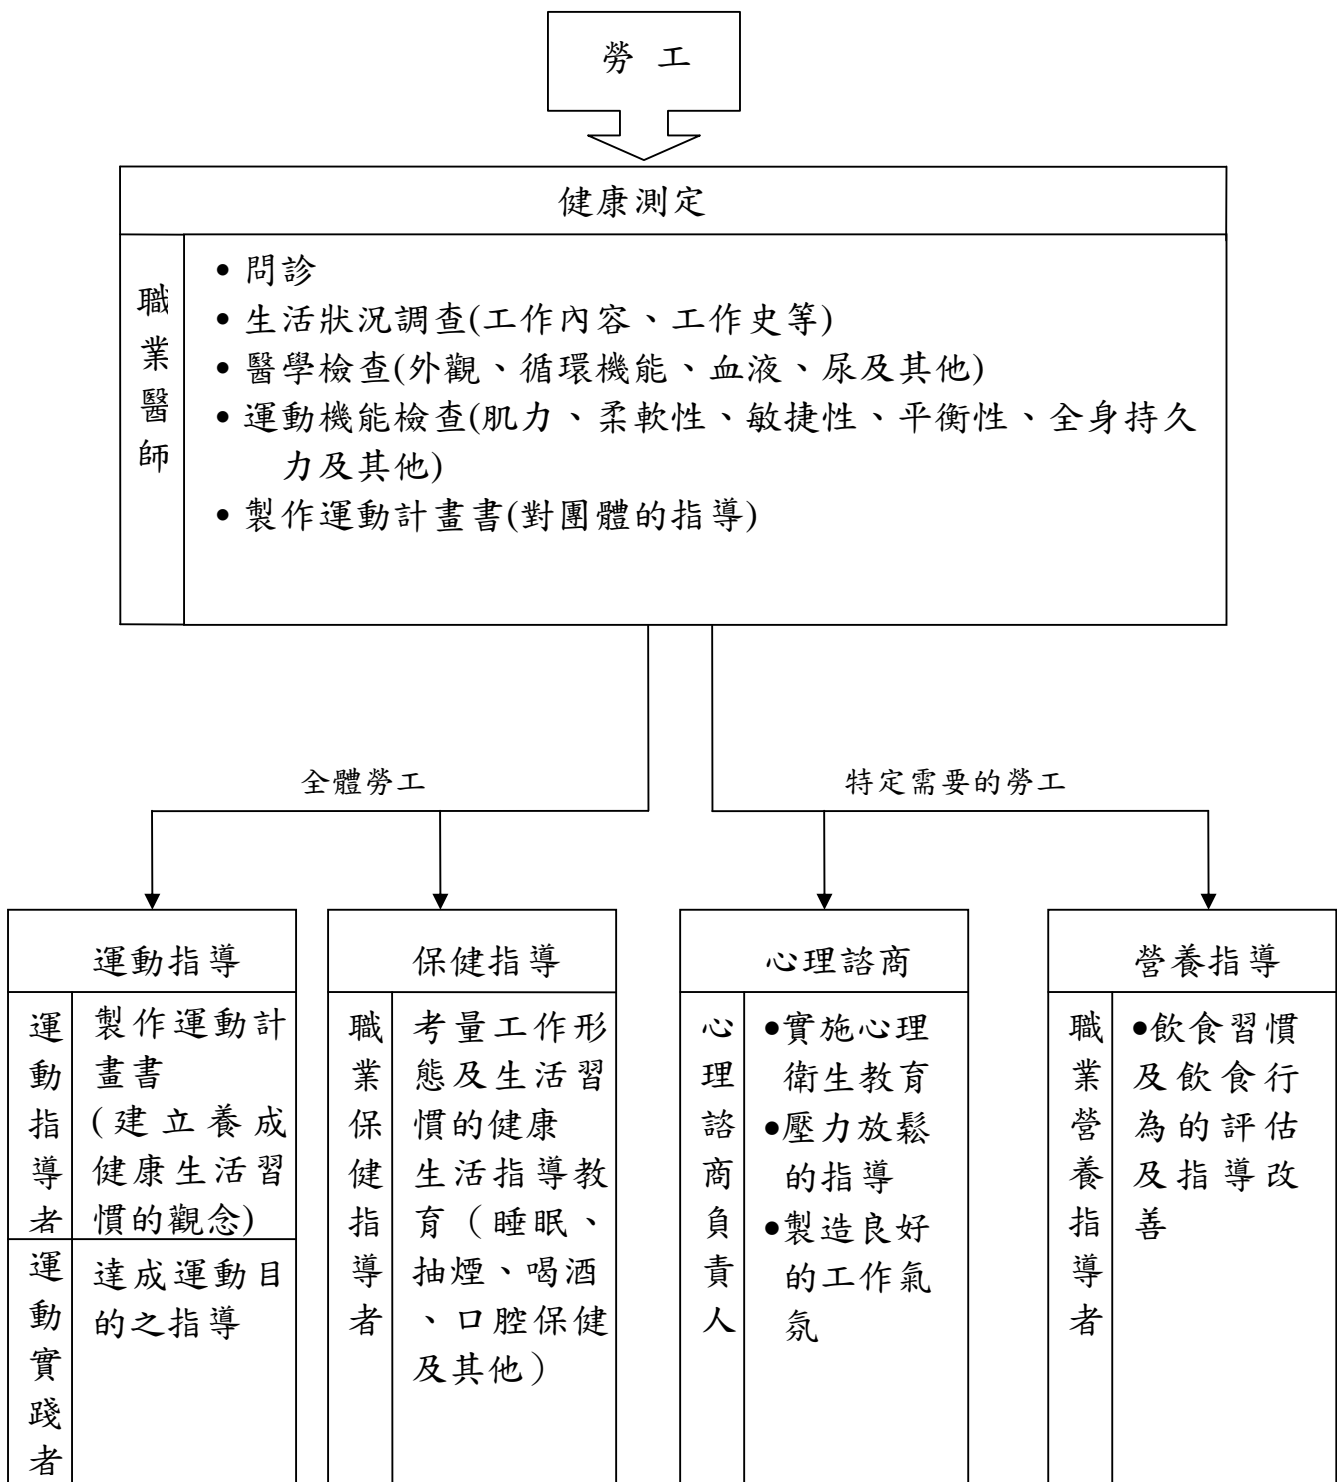 勞 工
健康測定
職業醫師
• 問診
• 生活狀況調查(工作內容、工作史等)
• 醫學檢查(外觀、循環機能、血液、尿及其他)
• 運動機能檢查(肌力、柔軟性、敏捷性、平衡性、全身持久
力及其他)
• 製作運動計畫書(對團體的指導)
全體勞工
特定需要的勞工
運動指導
運動指導者
製作運動計
畫書
(建立養成
健康生活習
慣的觀念)
運動實踐者
達成運動目
的之指導
保健指導
職業保健指導者
考量工作形
態及生活習
慣的健康
生活指導教
育（睡眠、
抽煙、喝酒
、口腔保健
及其他）
心理諮商
心理諮商負責人
•實施心理
衛生教育
•壓力放鬆
的指導
•製造良好
的工作氣
氛
營養指導
職業營養指導者
•飲食習慣
及飲食行
為的評估
及指導改
善